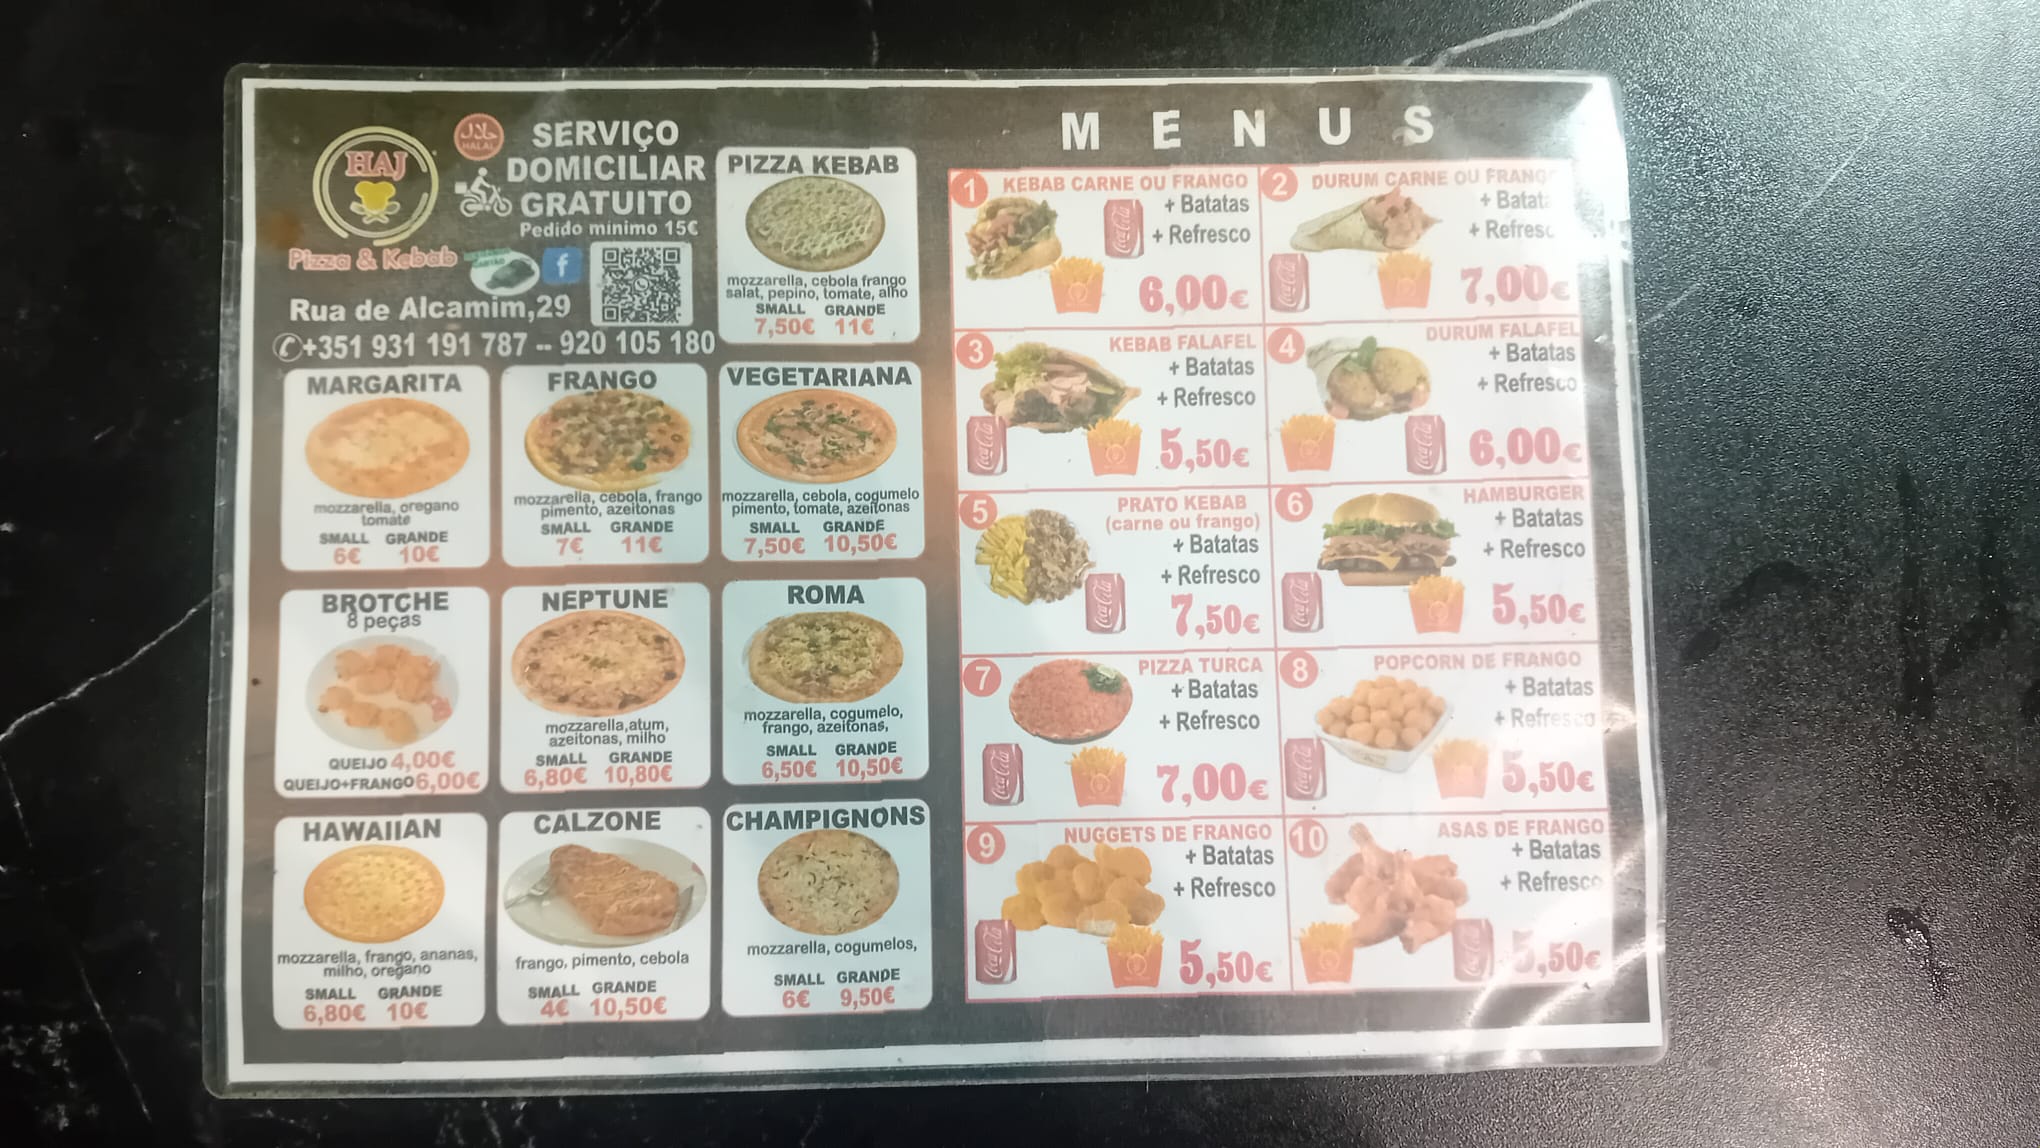 HAJ
Pizza & Kebab
حلال
HALAL
SERVIÇO
DOMICILIAR
GRATUITO
Pedido minimo 15€
Rua de Alcamim,29
+351 931 191 787 -- 920 105 180
PIZZA KEBAB
mozzarella, cebola frango
salat, pepino, tomate, alho
SMALL GRANDE
7,50€ 11€
MARGARITA
mozzarella, oregano
tomate
SMALL GRANDE
6€ 10€
FRANGO
mozzarella, cebola, frango
pimento, azeitonas
SMALL GRANDE
7€ 11€
VEGETARIANA
mozzarella, cebola, cogumelo
pimento, tomate, azeitonas
SMALL GRANDE
7,50€ 10,50€
BROTCHE
8 peças
QUEIJO 4,00€
QUEIJO+FRANGO 6,00€
NEPTUNE
mozzarella,atum,
azeitonas, milho
SMALL GRANDE
6,80€ 10,80€
ROMA
mozzarella, cogumelo,
frango, azeitonas,
SMALL GRANDE
6,50€ 10,50€
HAWAIIAN
mozzarella, frango, ananas,
milho, oregano
SMALL GRANDE
6,80€ 10€
CALZONE
frango, pimento, cebola
SMALL GRANDE
4€ 10,50€
CHAMPIGNONS
mozzarella, cogumelos,
SMALL GRANDE
6€ 9,50€
MENUS
1 KEBAB CARNE OU FRANGO
+ Batatas
+ Refresco
6,00€
2 DURUM CARNE OU FRANGO
+ Batatas
+ Refresco
7,00€
3 KEBAB FALAFEL
+ Batatas
+ Refresco
5,50€
4 DURUM FALAFEL
+ Batatas
+ Refresco
6,00€
5 PRATO KEBAB
(carne ou frango)
+ Batatas
+ Refresco
7,50€
6 HAMBURGER
+ Batatas
+ Refresco
5,50€
7 PIZZA TURCA
+ Batatas
+ Refresco
7,00€
8 POPCORN DE FRANGO
+ Batatas
+ Refresco
5,50€
9 NUGGETS DE FRANGO
+ Batatas
+ Refresco
5,50€
10 ASAS DE FRANGO
+ Batatas
+ Refresco
5,50€